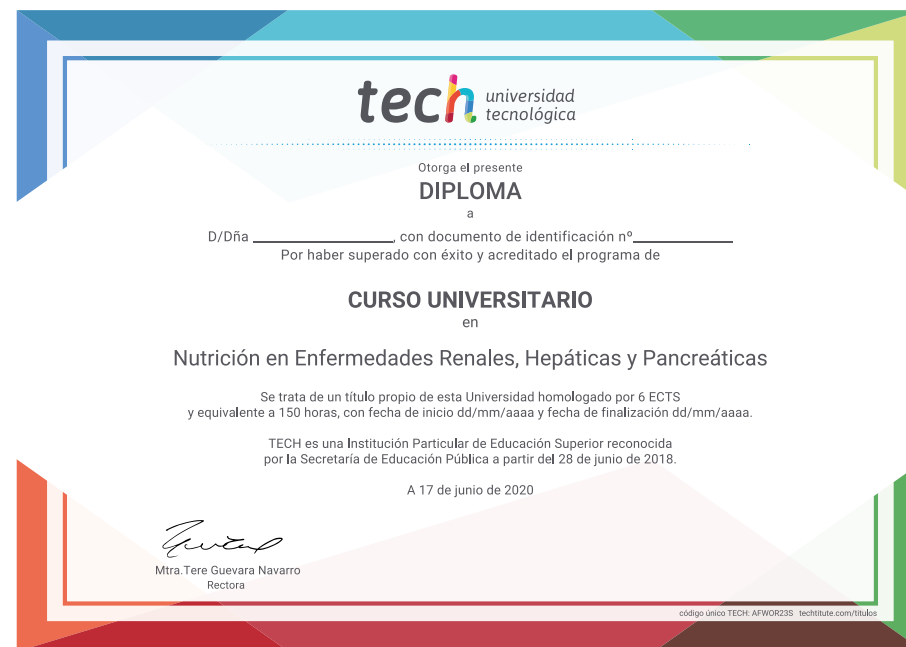 tech universidad
tecnológica
Otorga el presente
DIPLOMA
a
D/Dña ____________________, con documento de identificación nº______________
Por haber superado con éxito y acreditado el programa de
CURSO UNIVERSITARIO
en
Nutrición en Enfermedades Renales, Hepáticas y Pancreáticas
Se trata de un título propio de esta Universidad homologado por 6 ECTS
y equivalente a 150 horas, con fecha de inicio dd/mm/aaaa y fecha de finalización dd/mm/aaaa.
TECH es una Institución Particular de Educación Superior reconocida
por la Secretaría de Educación Pública a partir del 28 de junio de 2018.
A 17 de junio de 2020
Mtra.Tere Guevara Navarro
Rectora
código único TECH: AFWOR23S techtitute.com/titulos